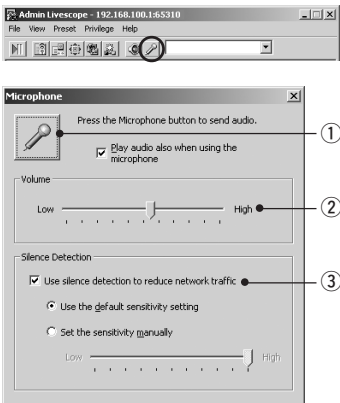 Admin Livescope - 192.168.100.1:65310
File View Preset Privilege Help
Microphone
Press the Microphone button to send audio.
Play audio also when using the
microphone
①
Volume
Low High ②
Silence Detection
Use silence detection to reduce network traffic ③
Use the default sensitivity setting
Set the sensitivity manually
Low High